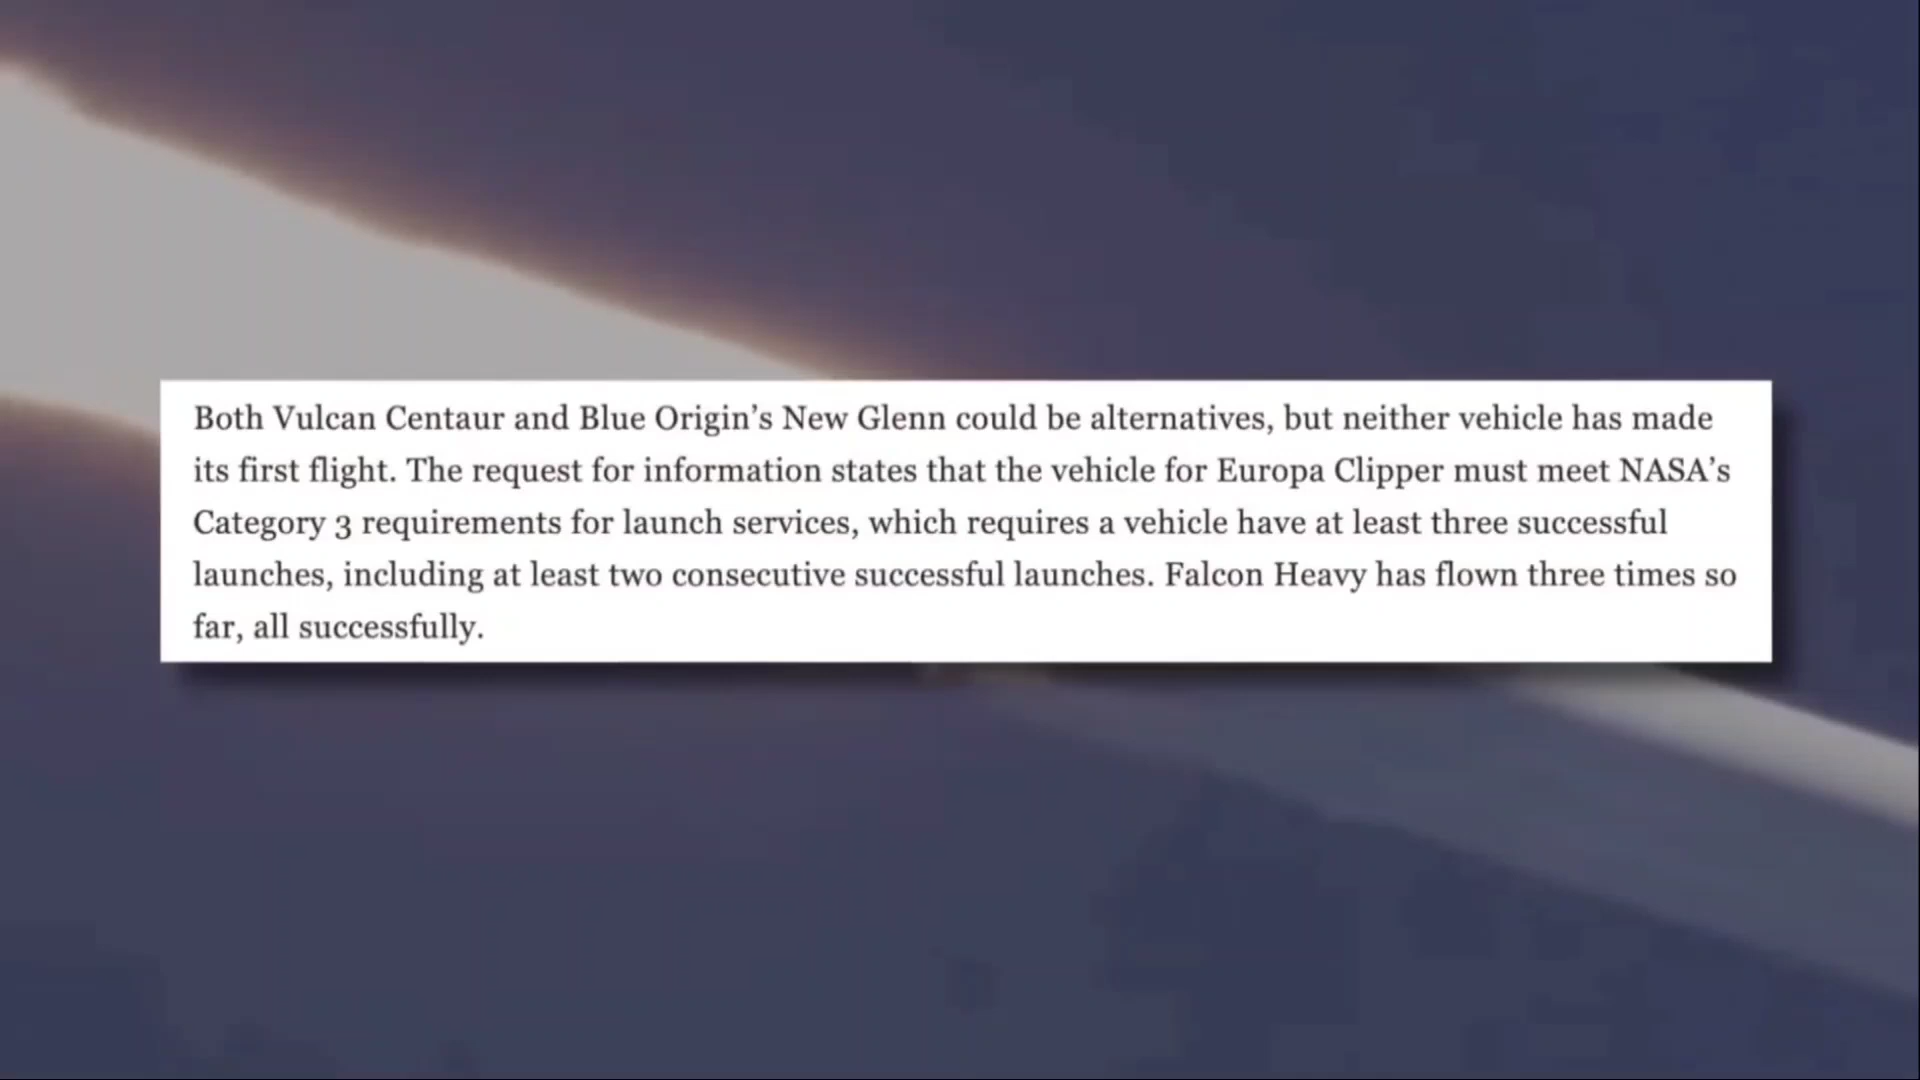 Both Vulcan Centaur and Blue Origin’s New Glenn could be alternatives, but neither vehicle has made
its first flight. The request for information states that the vehicle for Europa Clipper must meet NASA’s
Category 3 requirements for launch services, which requires a vehicle have at least three successful
launches, including at least two consecutive successful launches. Falcon Heavy has flown three times so
far, all successfully.